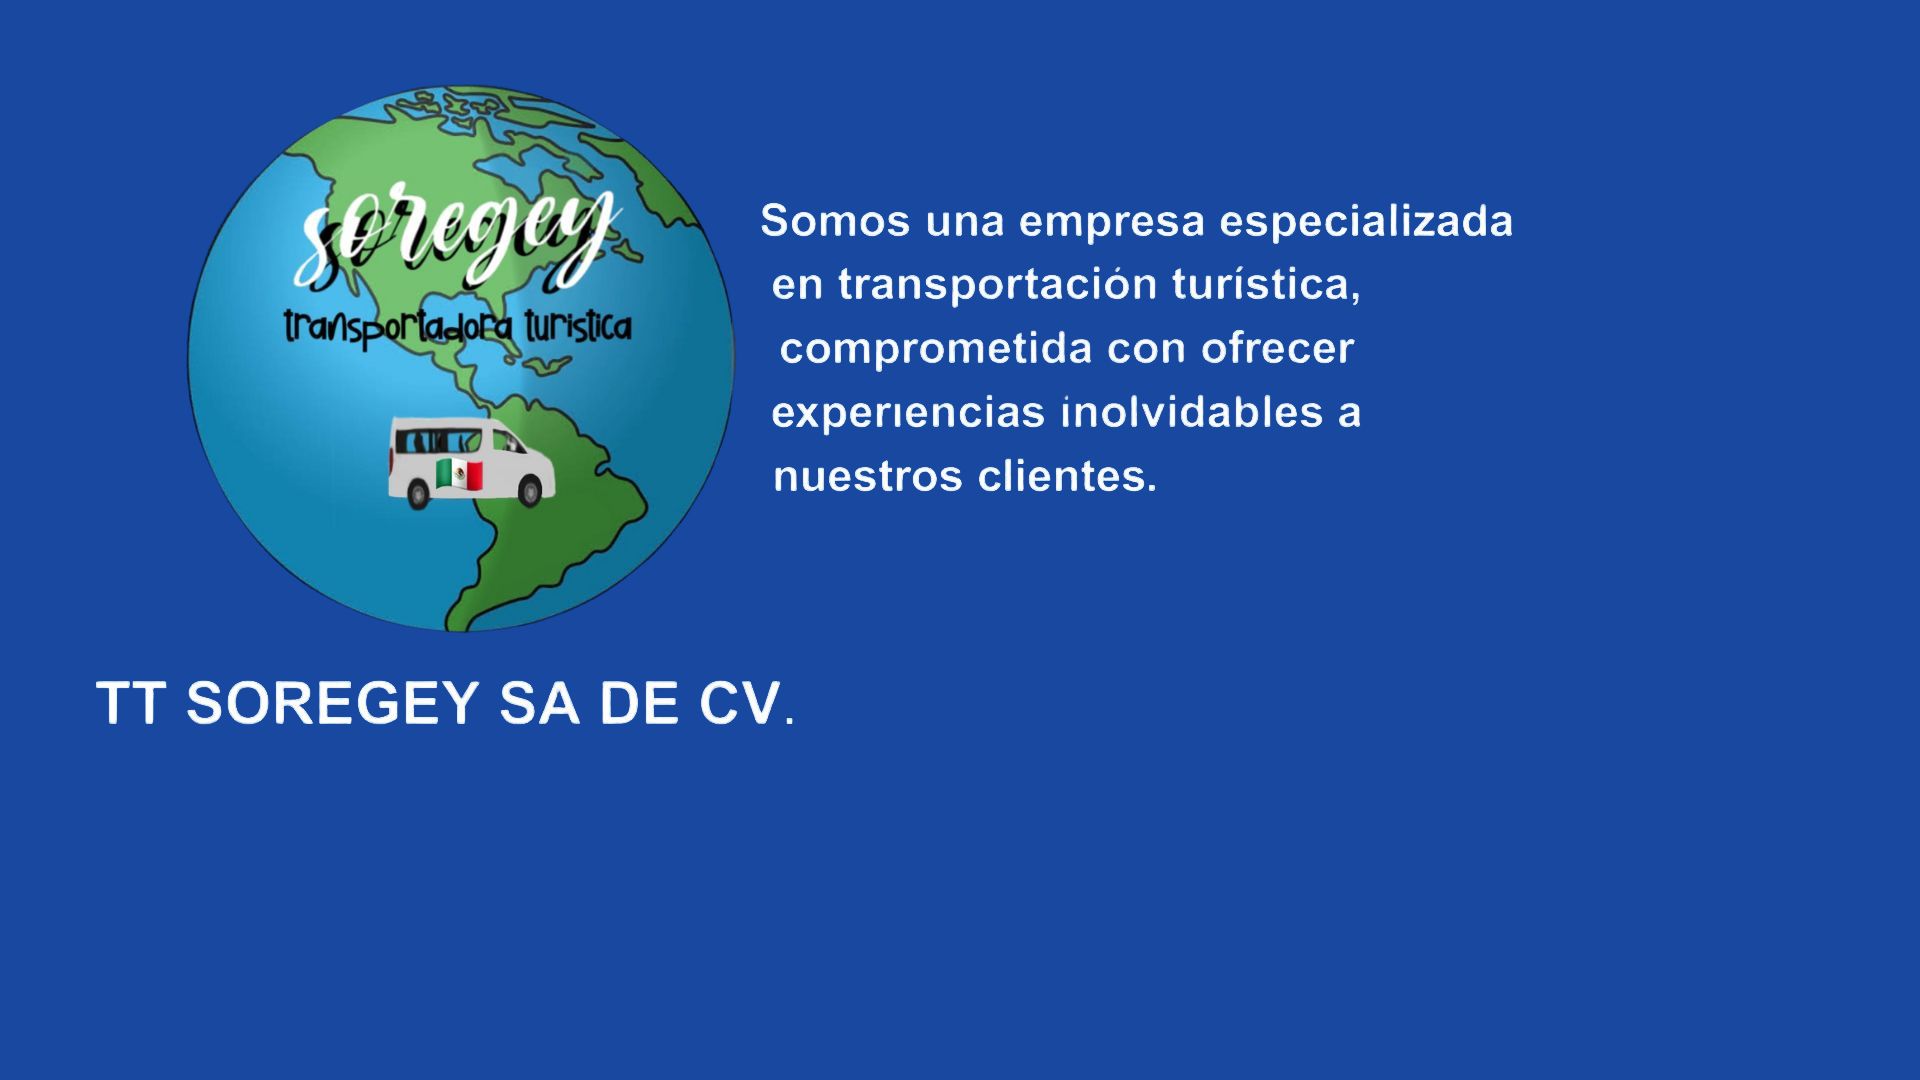 soregey
transportadora turistica
Somos una empresa especializada
en transportación turística,
comprometida con ofrecer
experiencias inolvidables a
nuestros clientes.
TT SOREGEY SA DE CV.